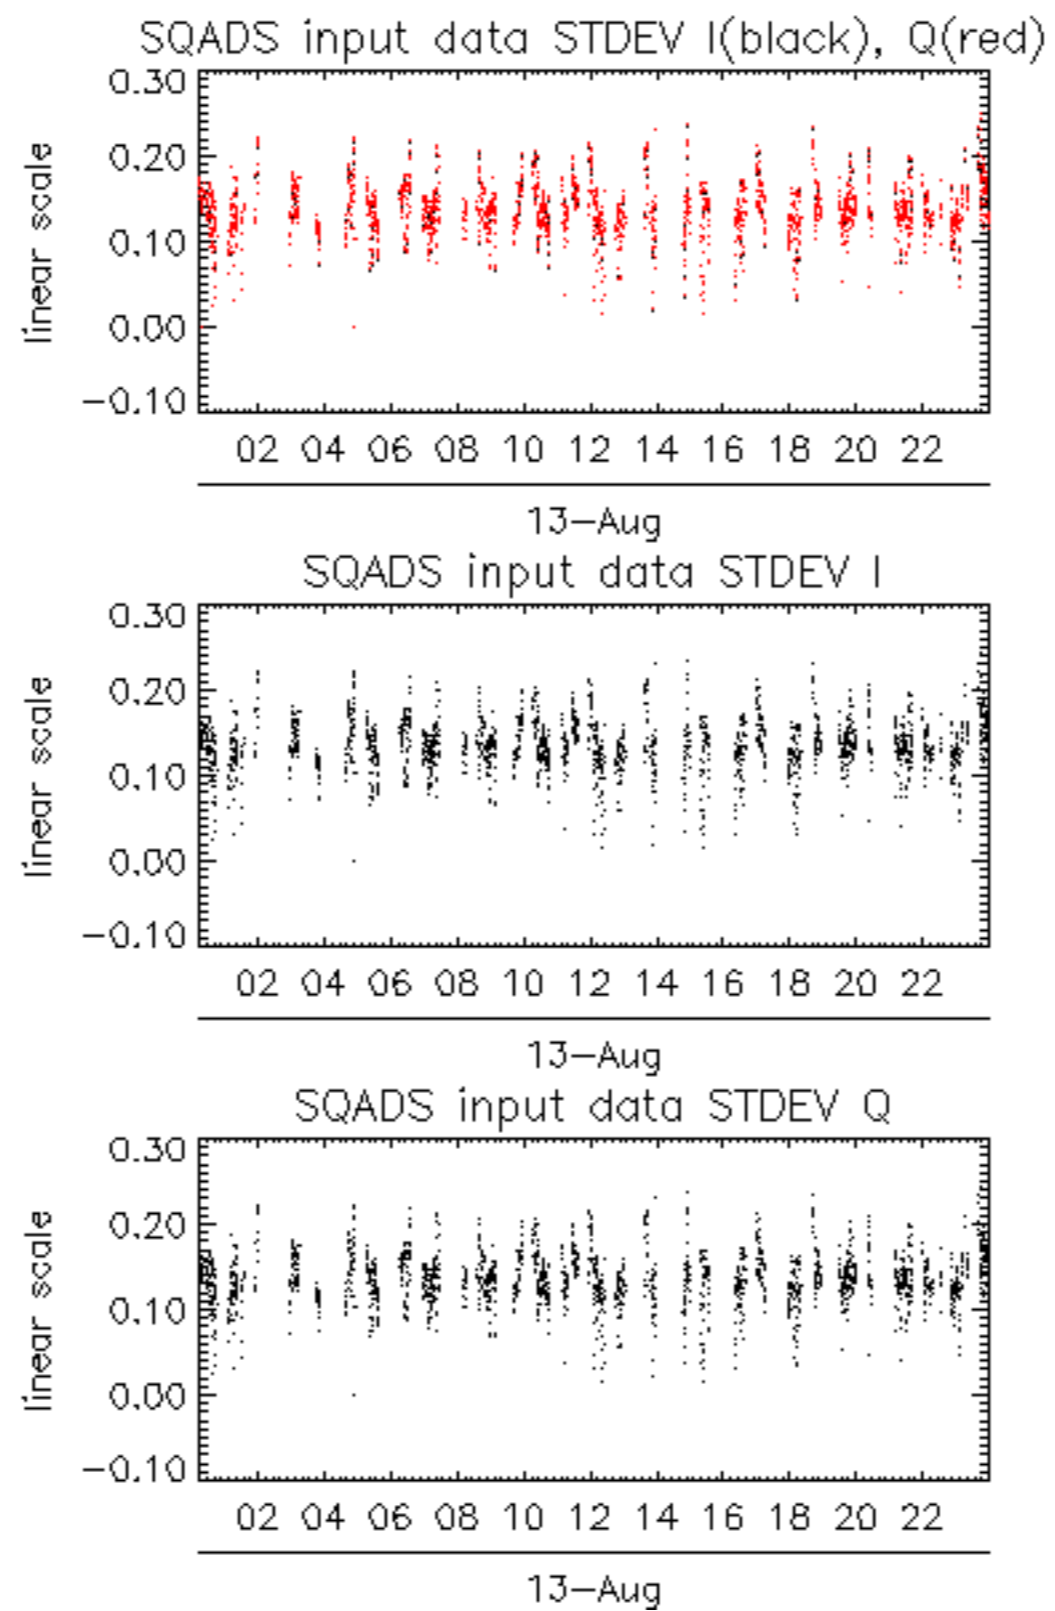 SQADS input data STDEV I(black), Q(red)
0.30
0.20
0.10
0.00
−0.10
linear scale
02 04 06 08 10 12 14 16 18 20 22
13−Aug
SQADS input data STDEV I
0.30
0.20
0.10
0.00
−0.10
linear scale
02 04 06 08 10 12 14 16 18 20 22
13−Aug
SQADS input data STDEV Q
0.30
0.20
0.10
0.00
−0.10
linear scale
02 04 06 08 10 12 14 16 18 20 22
13−Aug